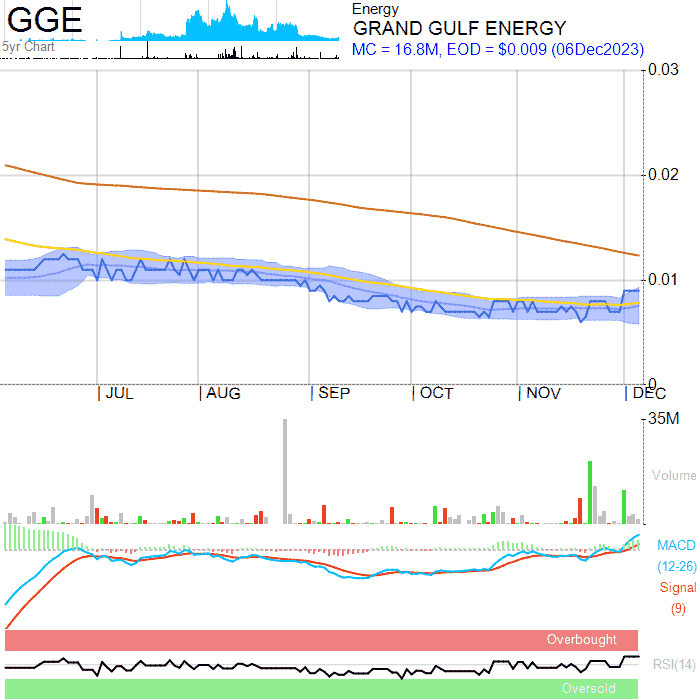 GGE
5yr Chart
Energy
GRAND GULF ENERGY
MC = 16.8M, EOD = $0.009 (06Dec2023)
0.03
0.02
0.01
0
JUL AUG SEP OCT NOV DEC
35M
Volume
MACD
(12-26)
Signal
(9)
Overbought
RSI(14)
Oversold